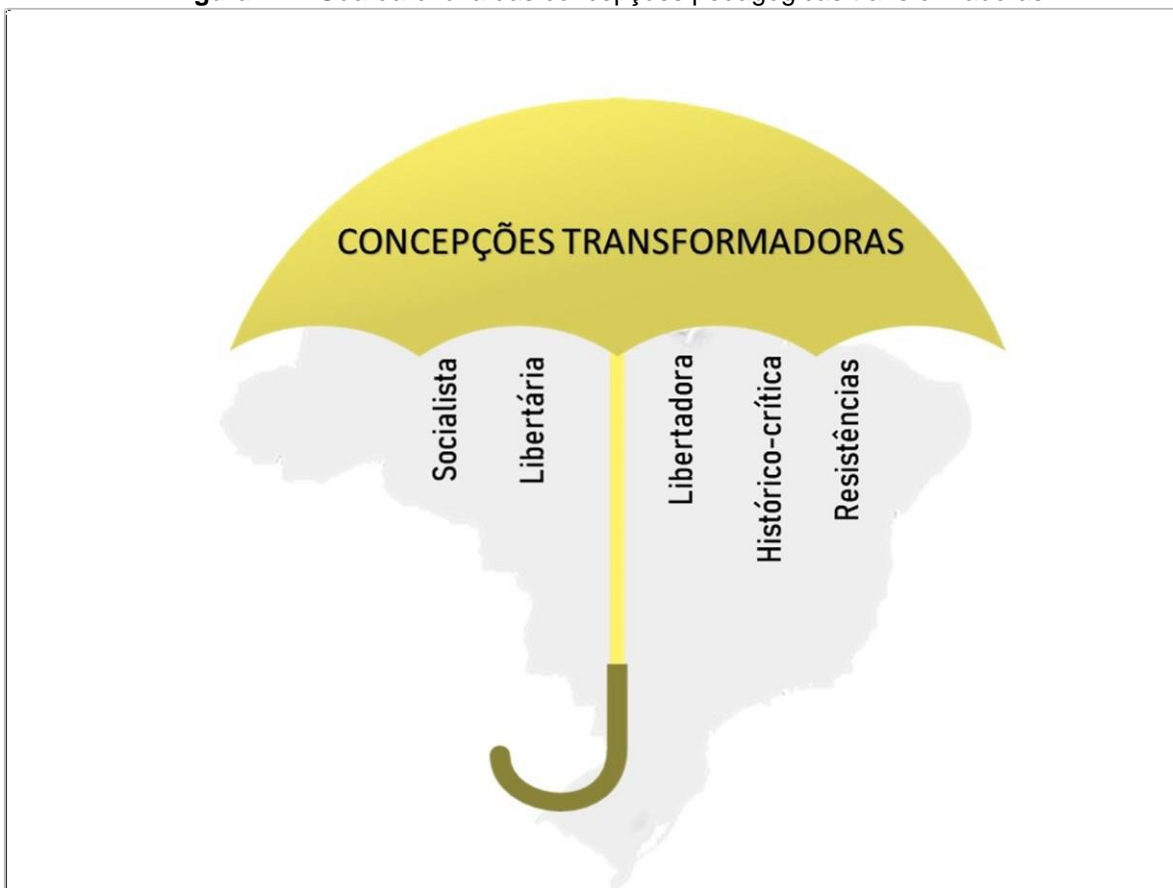 CONCEPÇÕES TRANSFORMADORAS
Socialista
Libertária
Libertadora
Histórico-crítica
Resistências